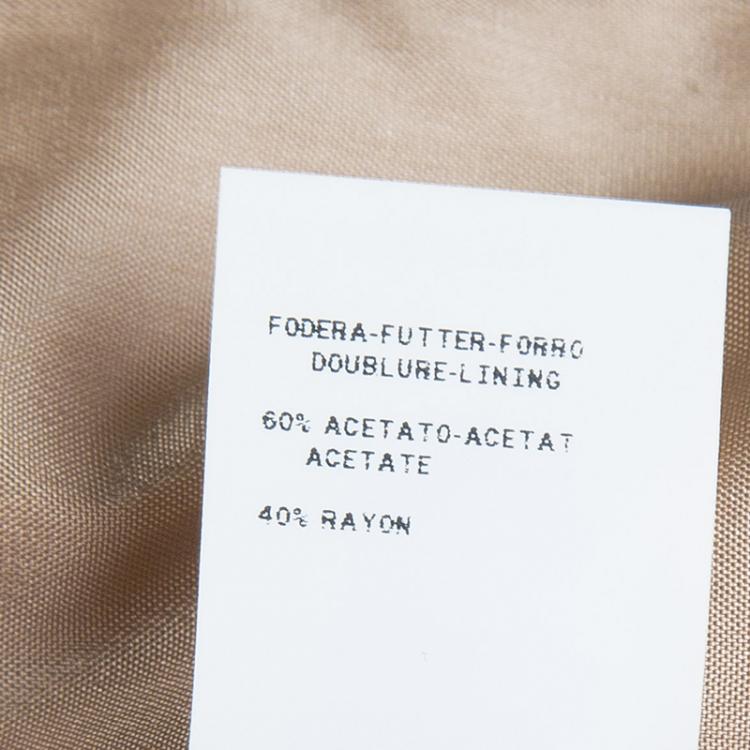 FODERA-FUTTER-FORRO
DOUBLURE-LINING
60% ACETATO-ACETAT
ACETATE
40% RAYON